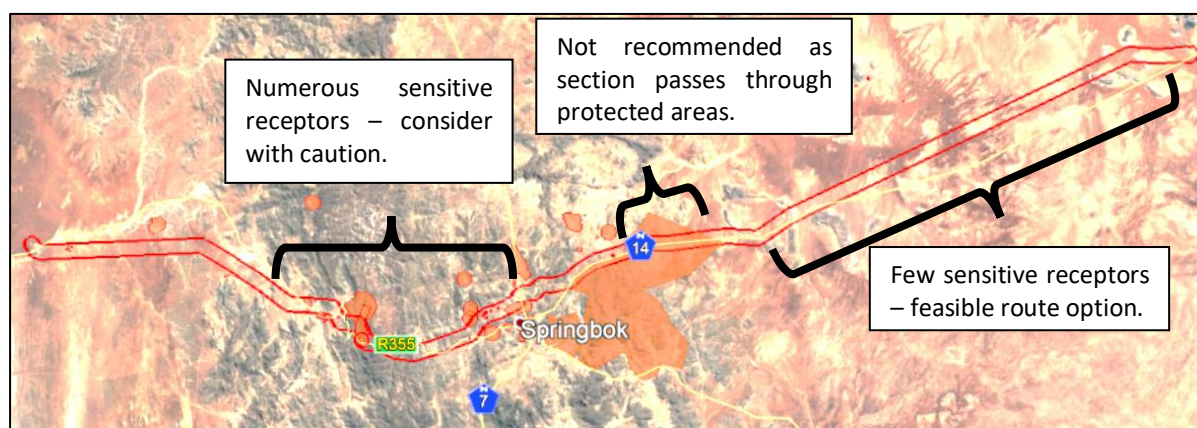 Numerous sensitive
receptors – consider
with caution.
Not recommended as
section passes through
protected areas.
N
14
Few sensitive receptors
– feasible route option.
Springbok
R355
N
7